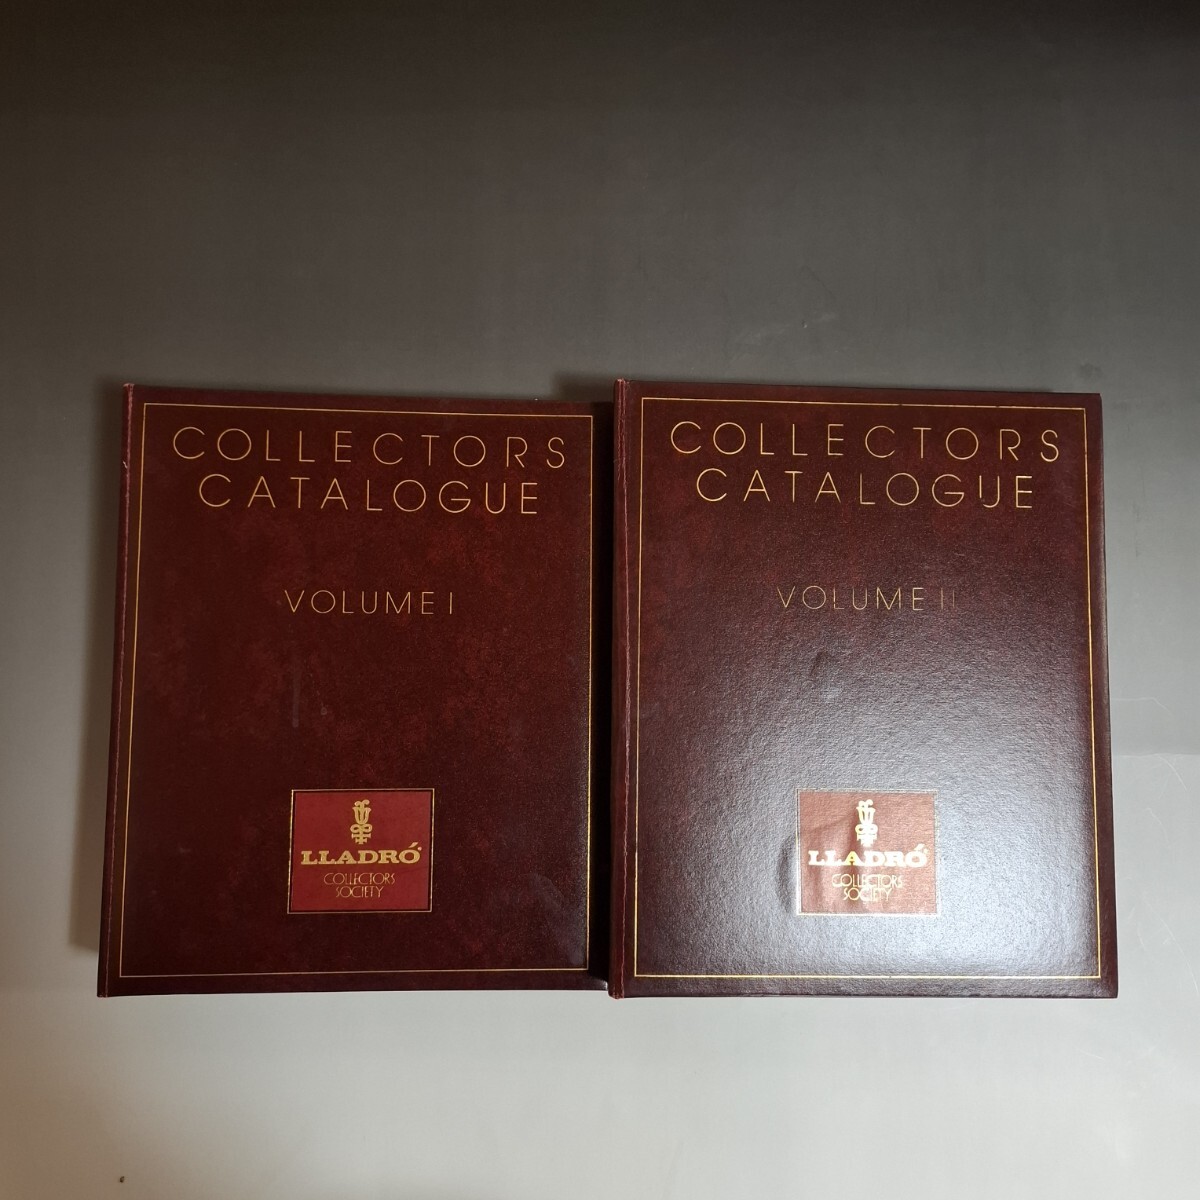 COLLECTORS
CATALOGUE
VOLUME I
LLADRÓ
COLLECTORS
SOCIETY
COLLECTORS
CATALOGUE
VOLUME II
LLADRÓ
COLLECTORS
SOCIETY